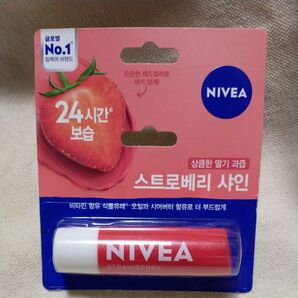 글로벌
No.1
립케어 브랜드
은은한 레드컬러로
생기 있게!
NIVEA
24시간*
보습
상큼한 딸기 과즙
스트로베리 샤인
비타민 함유 식물유래* 오일과 시어버터 함유로 더 부드럽게
NIVEA
STRAWBERRY